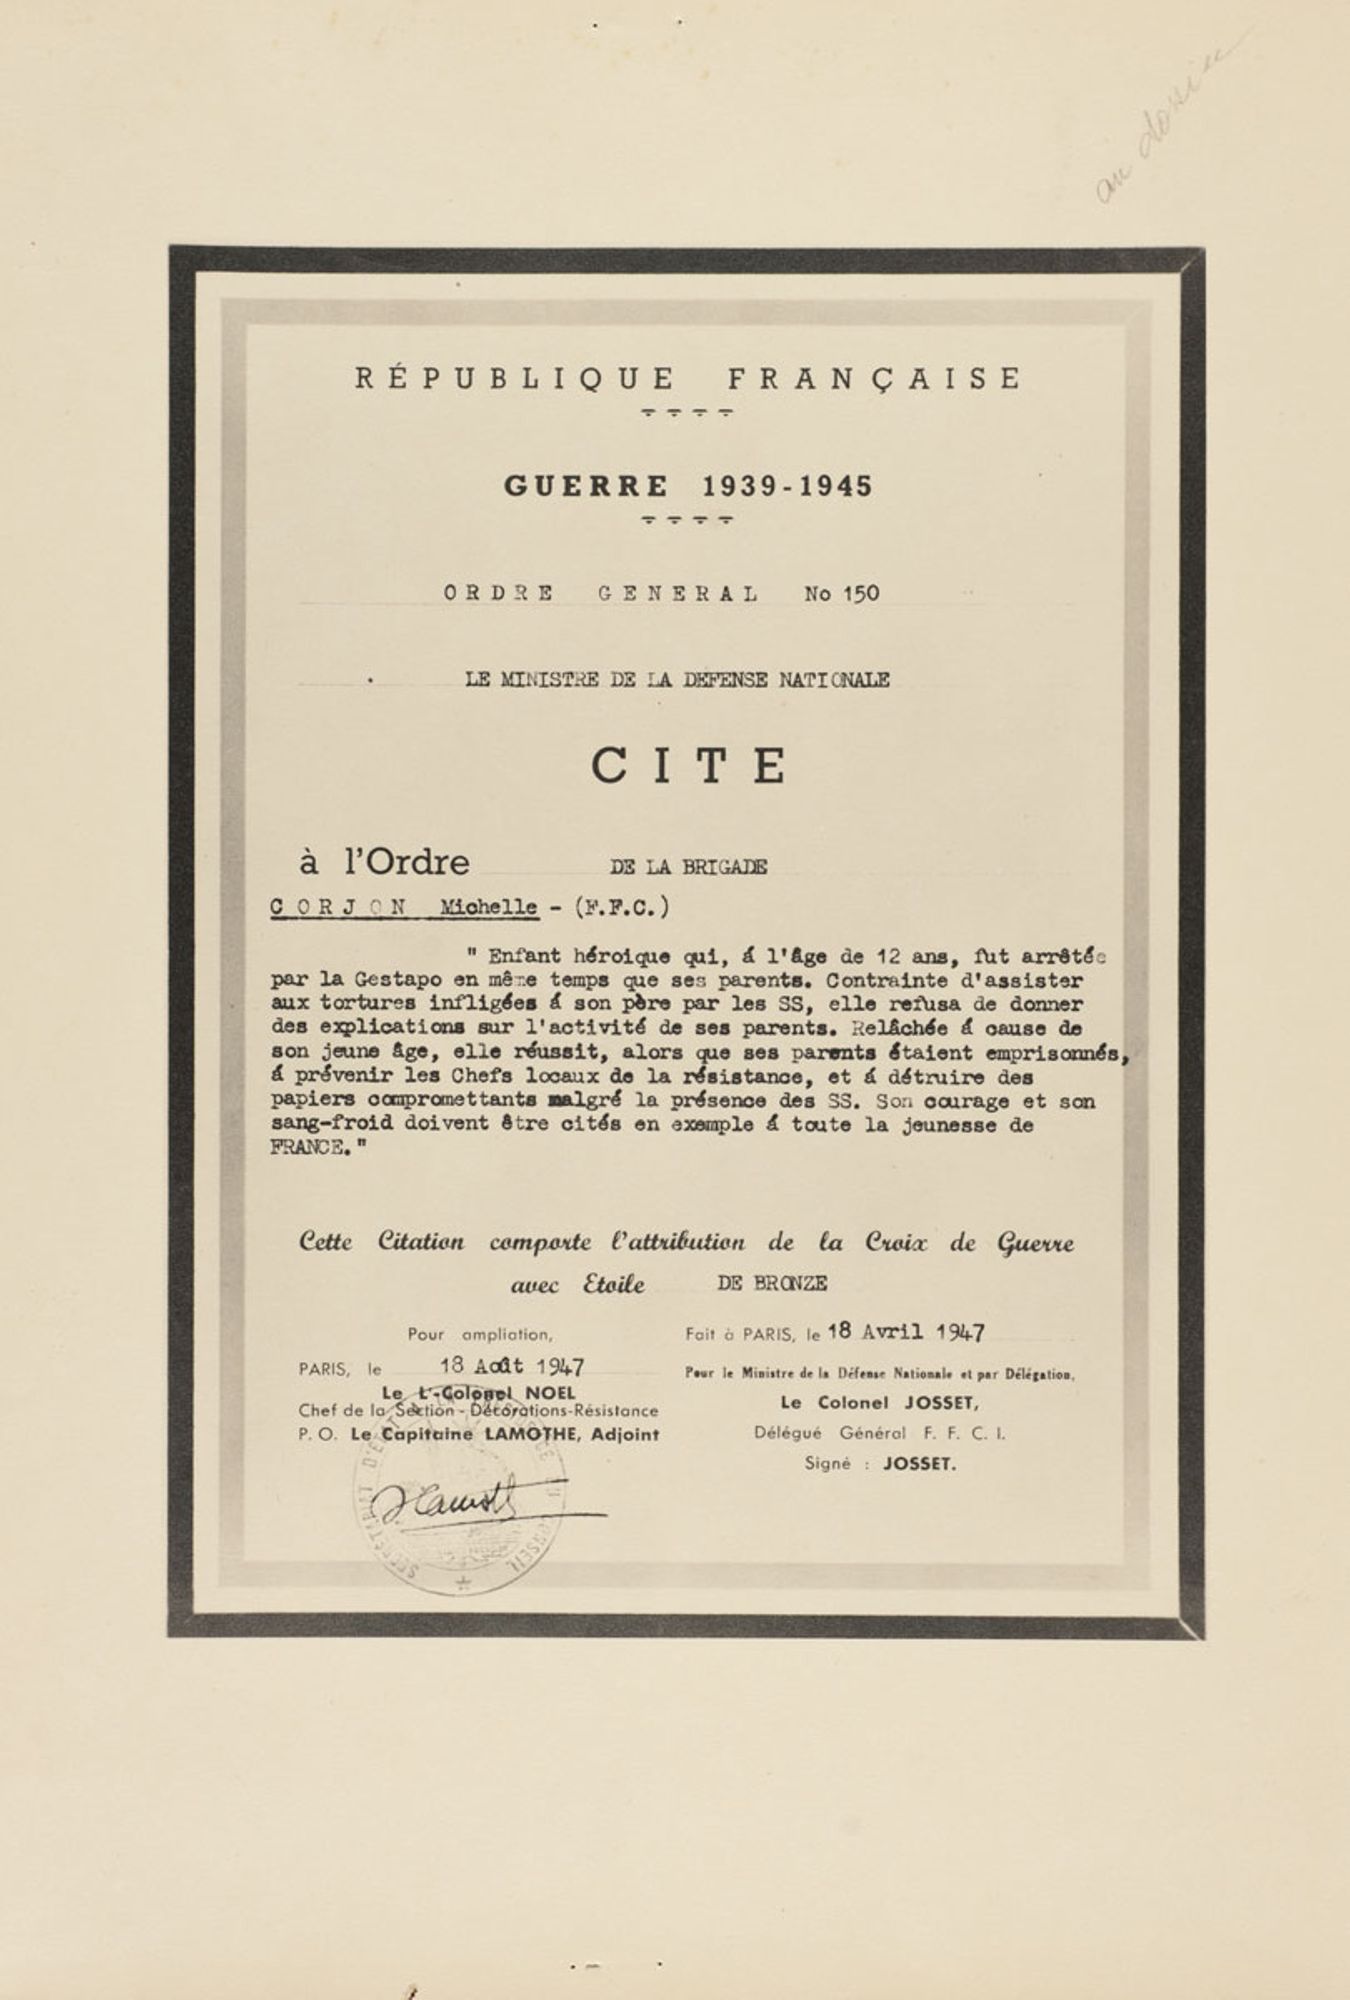 au dossier
RÉPUBLIQUE FRANÇAISE
GUERRE 1939-1945
ORDRE GENERAL No 150
LE MINISTRE DE LA DEFENSE NATIONALE
CITE
à l'Ordre DE LA BRIGADE
CORJON Michelle - (F.F.C.)
" Enfant héroique qui, á l'âge de 12 ans, fut arrêtée
par la Gestapo en même temps que ses parents. Contrainte d'assister
aux tortures infligées á son père par les SS, elle refusa de donner
des explications sur l'activité de ses parents. Relâchée á cause de
son jeune âge, elle réussit, alors que ses parents étaient emprisonnés,
á prévenir les Chefs locaux de la résistance, et á détruire des
papiers compromettants malgré la présence des SS. Son courage et son
sang-froid doivent être cités en exemple á toute la jeunesse de
FRANCE. "
Cette Citation comporte l'attribution de la Croix de Guerre
avec Etoile DE BRONZE
Pour ampliation,
PARIS, le 18 Août 1947
Le Lt-Colonel NOEL
Chef de la Section - Décorations-Résistance
P. O. Le Capitaine LAMOTHE, Adjoint
Fait à PARIS, le 18 Avril 1947
Pour le Ministre de la Défense Nationale et par Délégation,
Le Colonel JOSSET,
Délégué Général F. F. C. I.
Signé : JOSSET.